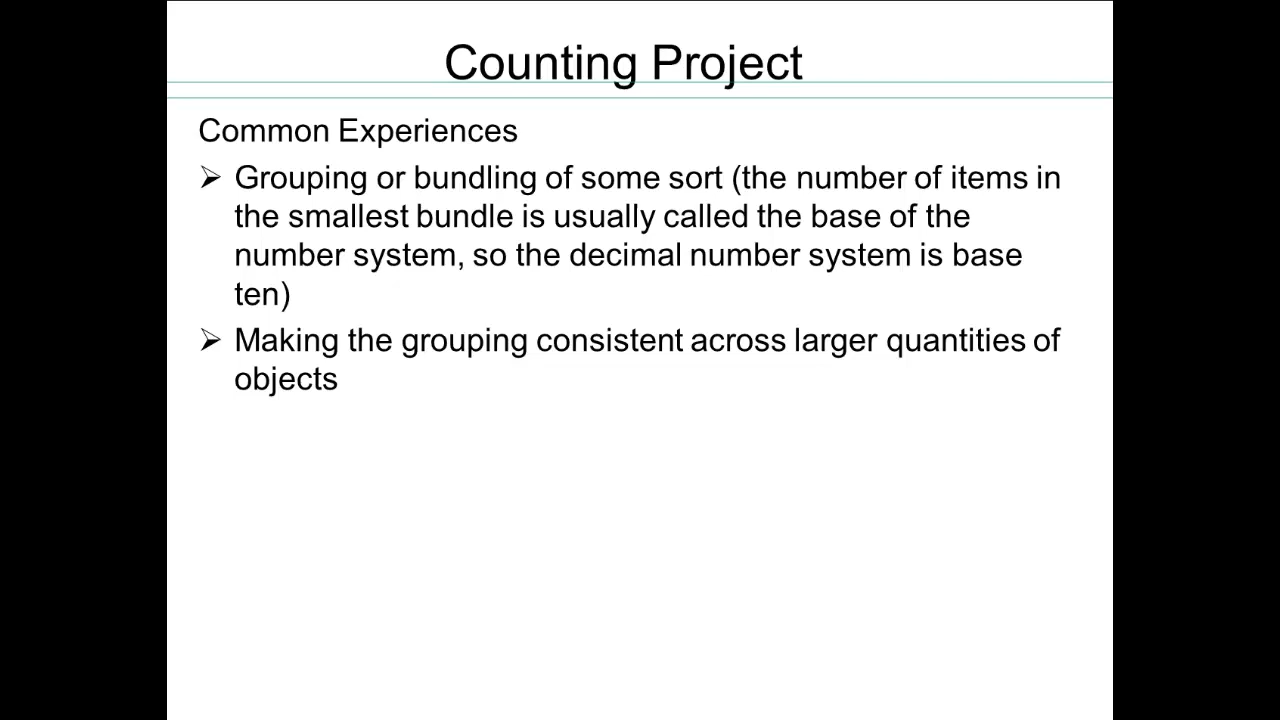 Counting Project
Common Experiences
➢ Grouping or bundling of some sort (the number of items in
the smallest bundle is usually called the base of the
number system, so the decimal number system is base
ten)
➢ Making the grouping consistent across larger quantities of
objects